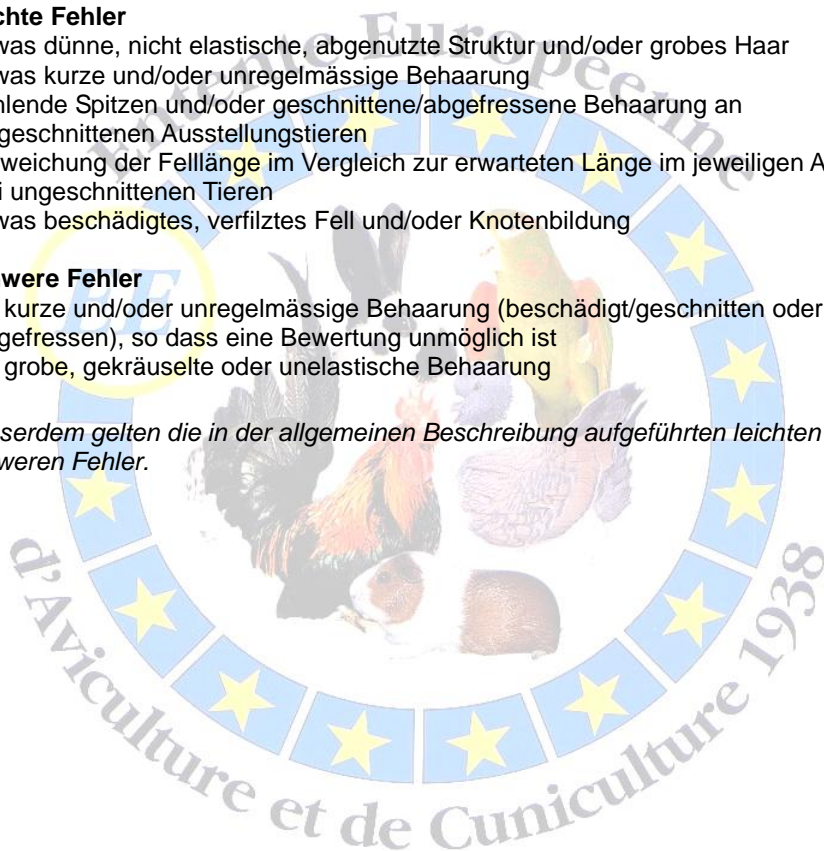 chte Fehler
was dünne, nicht elastische, abgenutzte Struktur und/oder grobes Haar
was kurze und/oder unregelmässige Behaarung
hlende Spitzen und/oder geschnittene/abgefressene Behaarung an
geschnittenen Ausstellungstieren
weichung der Felllänge im Vergleich zur erwarteten Länge im jeweiligen A
i ungeschnittenen Tieren
was beschädigtes, verfilztes Fell und/oder Knotenbildung
were Fehler
kurze und/oder unregelmässige Behaarung (beschädigt/geschnitten oder
gefressen), so dass eine Bewertung unmöglich ist
grobe, gekräuselte oder unelastische Behaarung
serdem gelten die in der allgemeinen Beschreibung aufgeführten leichten
weren Fehler.
Entente Européenne
EE
d'Aviculture et de Cuniculture 1938